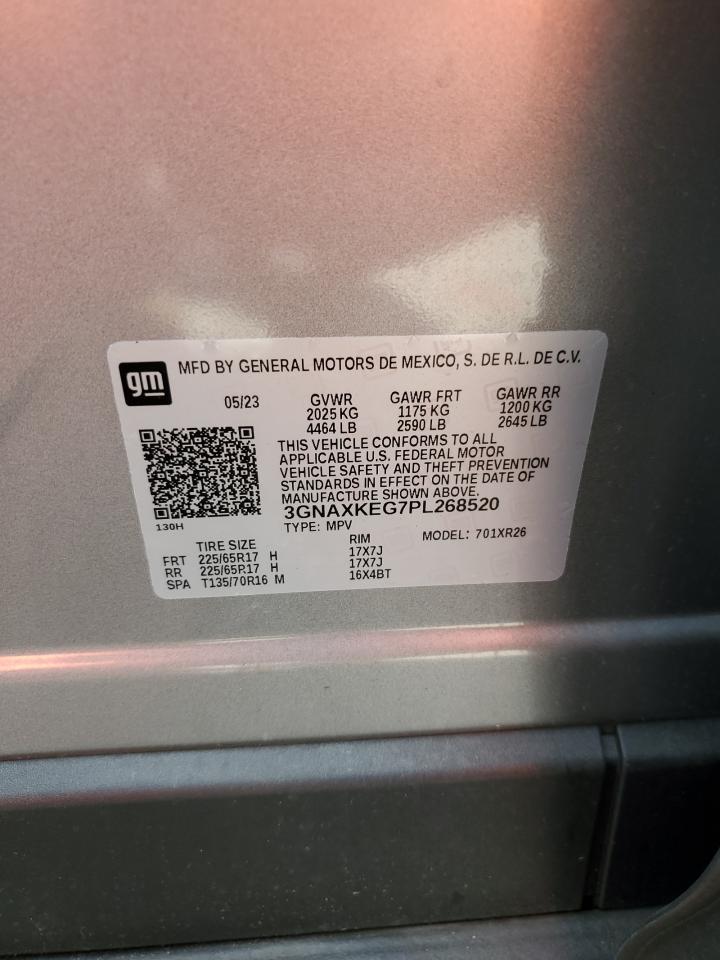 gm
MFD BY GENERAL MOTORS DE MEXICO, S. DE R.L. DE C.V.
05/23 GVWR GAWR FRT GAWR RR
2025 KG 1175 KG 1200 KG
4464 LB 2590 LB 2645 LB
THIS VEHICLE CONFORMS TO ALL
APPLICABLE U.S. FEDERAL MOTOR
VEHICLE SAFETY AND THEFT PREVENTION
STANDARDS IN EFFECT ON THE DATE OF
MANUFACTURE SHOWN ABOVE.
3GNAXKEG7PL268520
130H
TYPE: MPV MODEL: 701XR26
TIRE SIZE RIM
FRT 225/65R17 H 17X7J
RR 225/65R17 H 17X7J
SPA T135/70R16 M 16X4BT